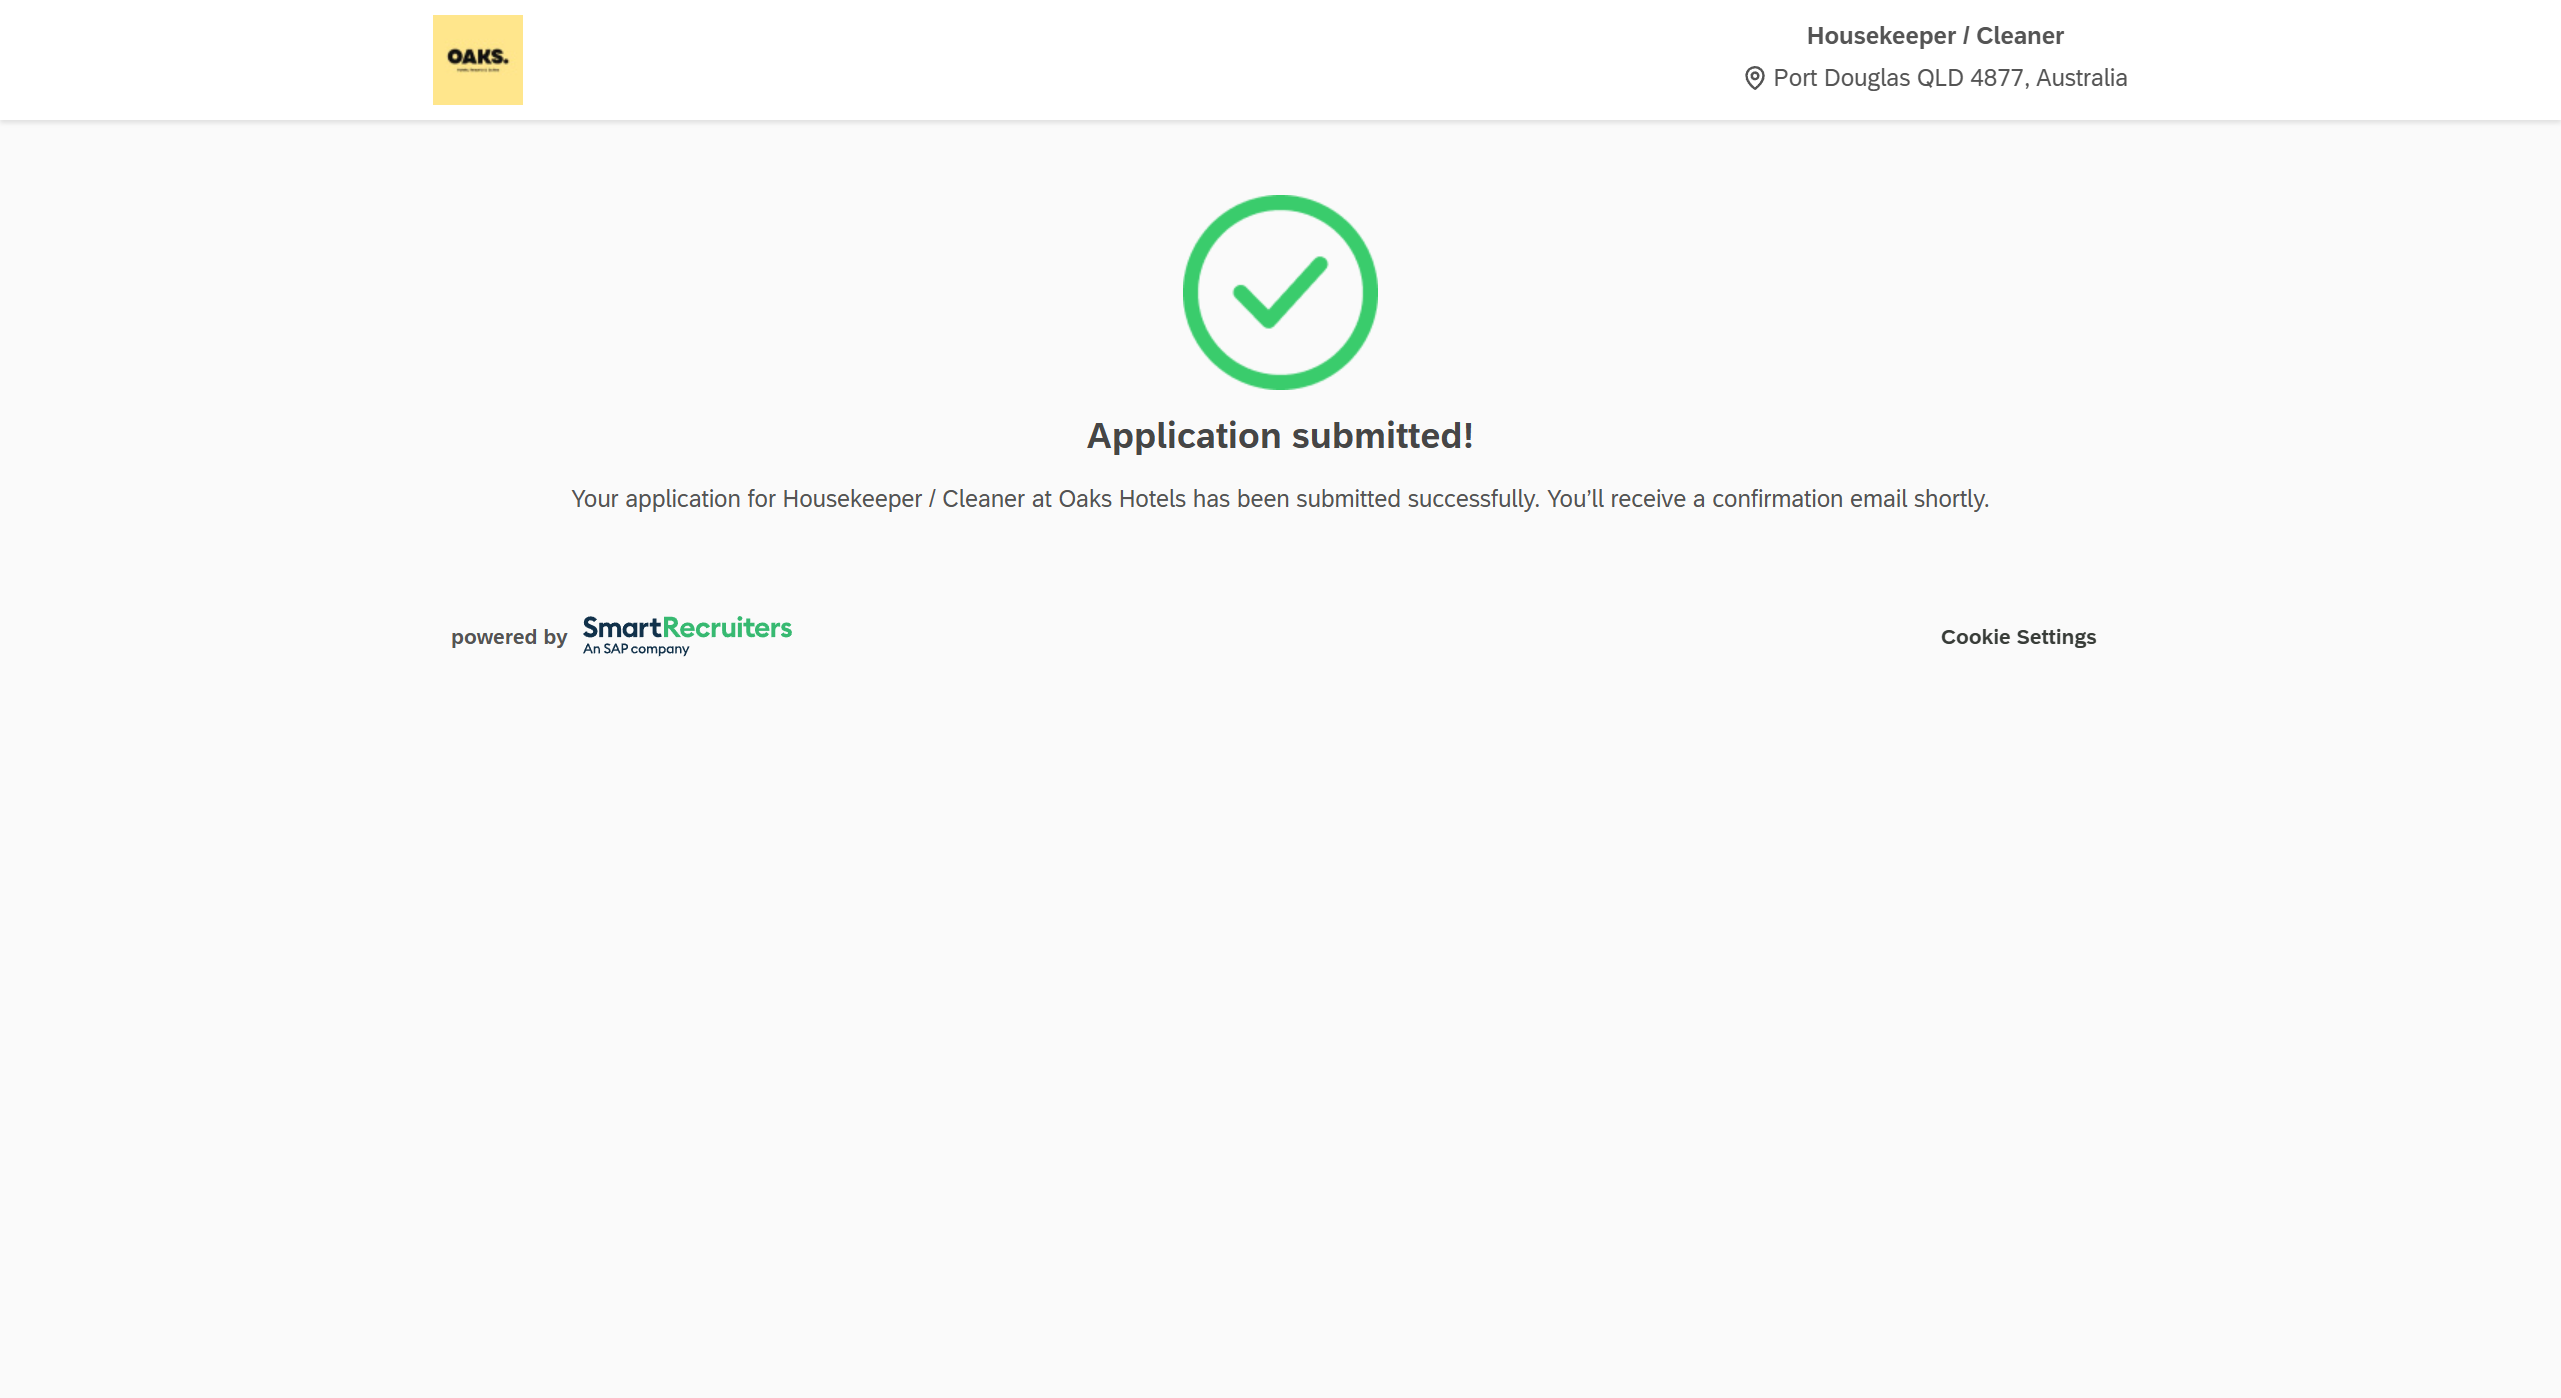 OAKS.
Housekeeper / Cleaner
Port Douglas QLD 4877, Australia
Application submitted!
Your application for Housekeeper / Cleaner at Oaks Hotels has been submitted successfully. You’ll receive a confirmation email shortly.
powered by SmartRecruiters
An SAP company
Cookie Settings